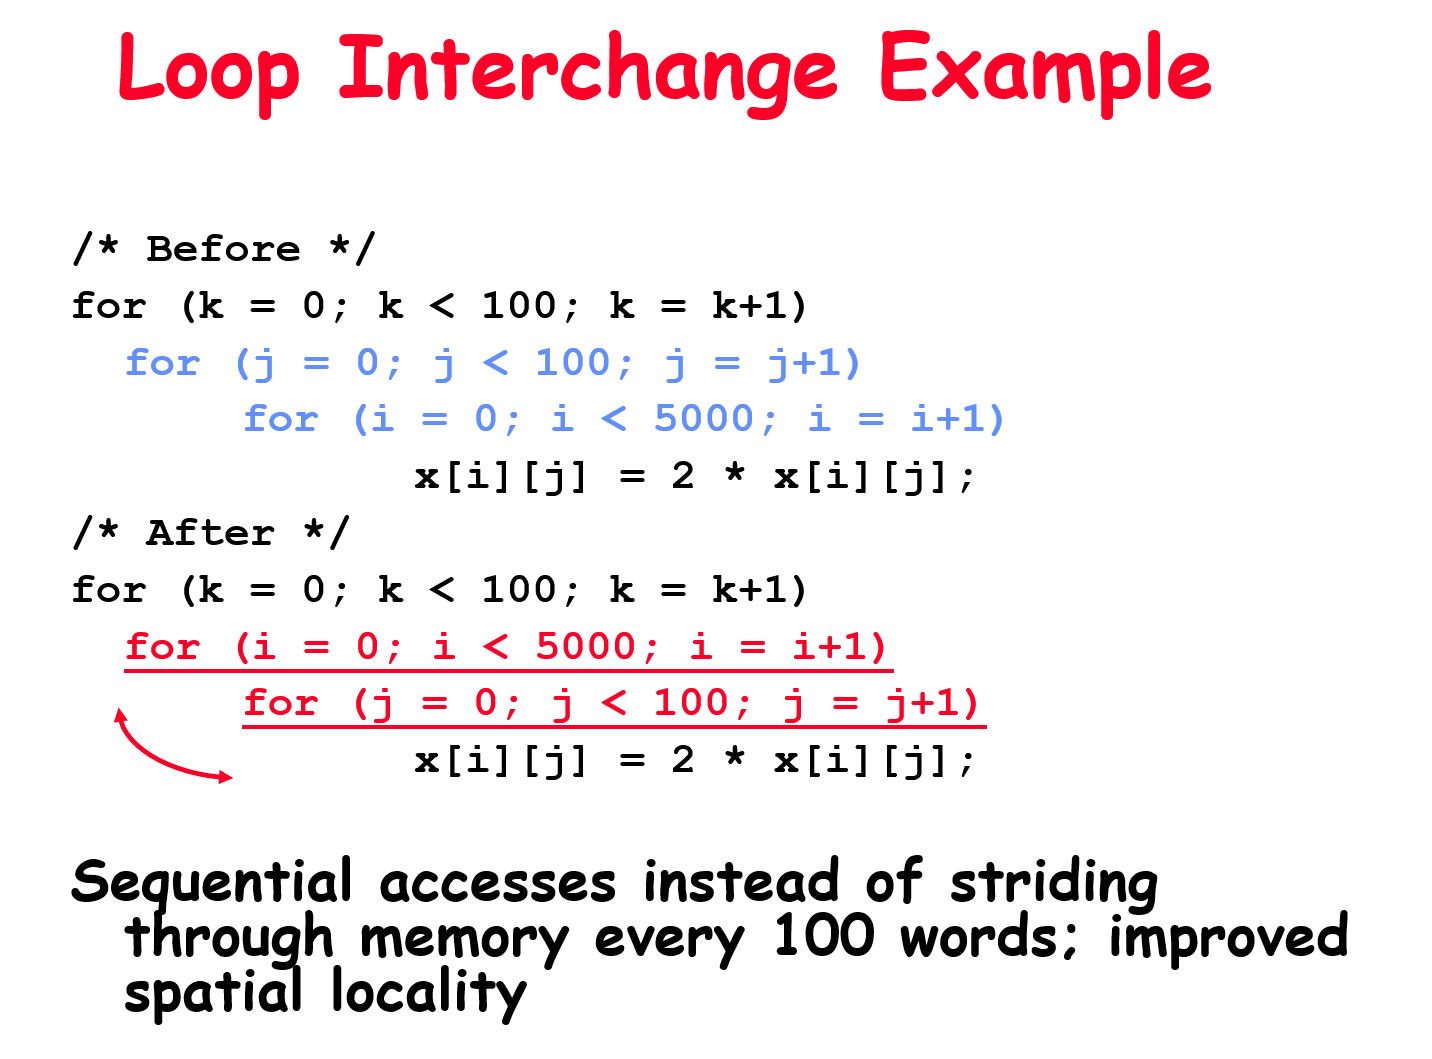 Loop Interchange Example
/* Before */
for (k = 0; k < 100; k = k+1)
for (j = 0; j < 100; j = j+1)
for (i = 0; i < 5000; i = i+1)
x[i][j] = 2 * x[i][j];
/* After */
for (k = 0; k < 100; k = k+1)
for (i = 0; i < 5000; i = i+1)
for (j = 0; j < 100; j = j+1)
x[i][j] = 2 * x[i][j];
Sequential accesses instead of striding
through memory every 100 words; improved
spatial locality